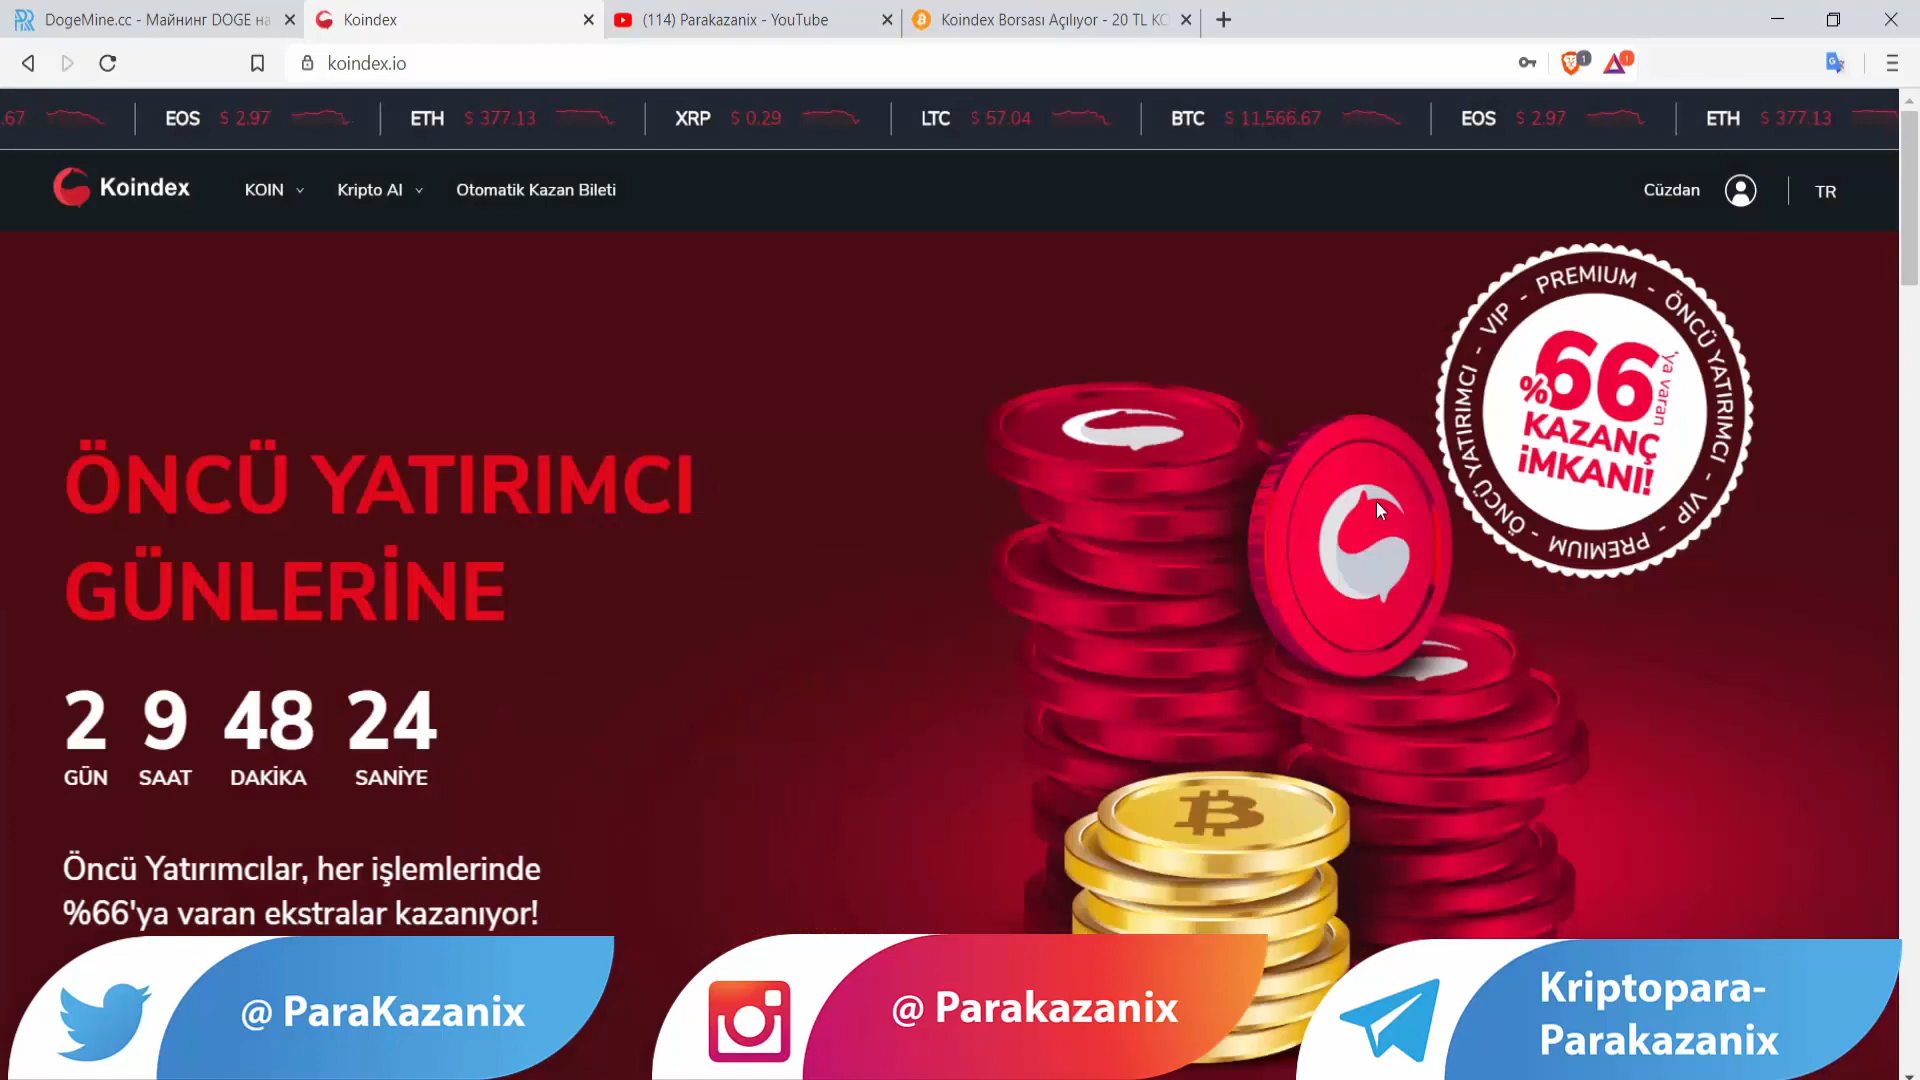 DogeMine.cc - Майнинг DOGE на
Koindex
(114) Parakazanix - YouTube
Koindex Borsası Açılıyor - 20 TL KO
koindex.io
1
1
.67
EOS $ 2.97
ETH $ 377.13
XRP $ 0.29
LTC $ 57.04
BTC $ 11,566.67
EOS $ 2.97
ETH $ 377.13
Koindex
KOIN
Kripto AI
Otomatik Kazan Bileti
Cüzdan
TR
PREMIUM - ÖNCÜ YATIRIMCI - VIP - PREMIUM - ÖNCÜ YATIRIMCI - VIP -
%66 'ya varan
KAZANÇ
İMKANI!
ÖNCÜ YATIRIMCI
GÜNLERİNE
2 9 48 24
GÜN SAAT DAKİKA SANİYE
Öncü Yatırımcılar, her işlemlerinde
%66'ya varan ekstralar kazanıyor!
@ ParaKazanix
@ Parakazanix
Kriptopara-
Parakazanix